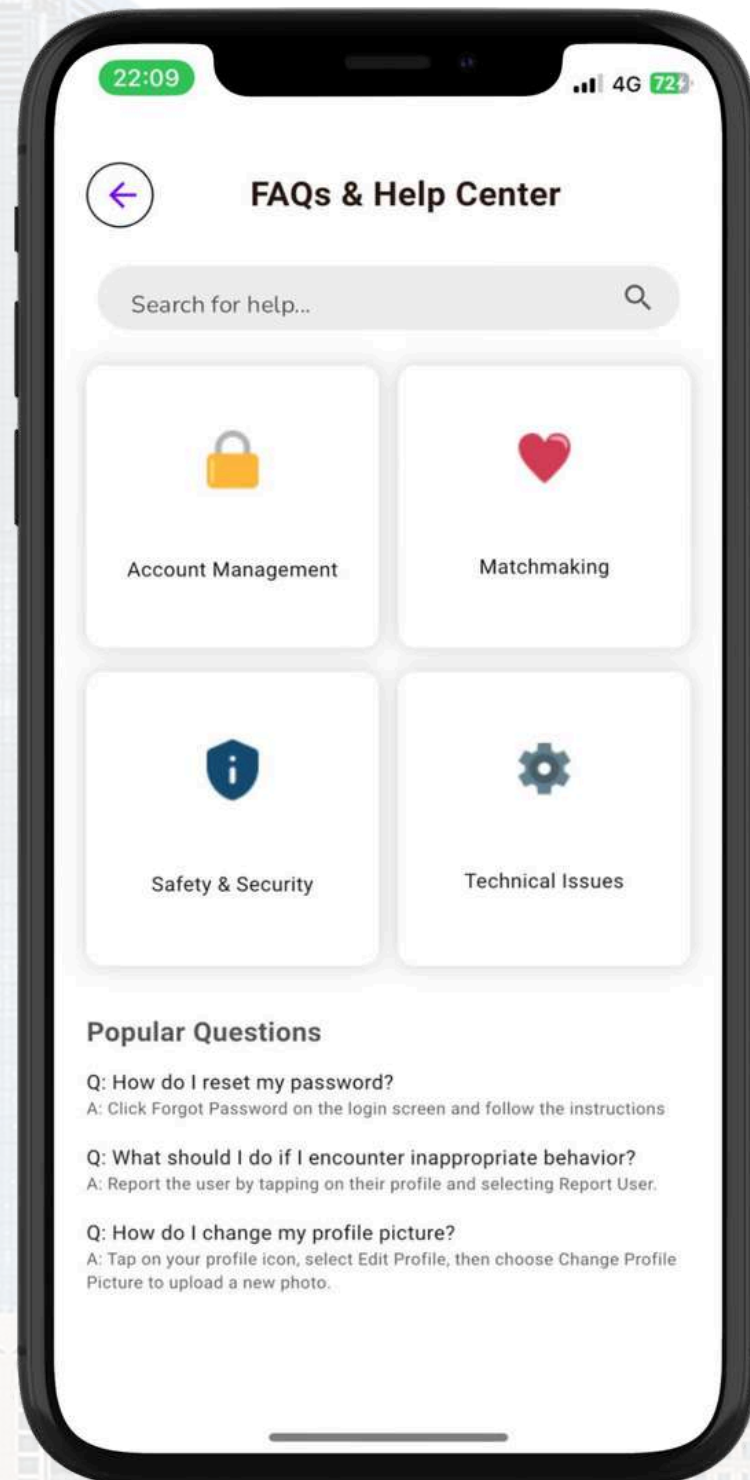 22:09
4G 72
FAQs & Help Center
Search for help...
Account Management
Matchmaking
Safety & Security
Technical Issues
Popular Questions
Q: How do I reset my password?
A: Click Forgot Password on the login screen and follow the instructions
Q: What should I do if I encounter inappropriate behavior?
A: Report the user by tapping on their profile and selecting Report User.
Q: How do I change my profile picture?
A: Tap on your profile icon, select Edit Profile, then choose Change Profile
Picture to upload a new photo.